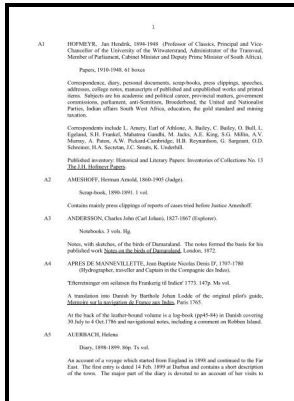 1
A1 HOFMEYR, Jan Hendrik, 1894-1948 (Professor of Classics, Principal and Vice-
Chancellor of the University of the Witwatersrand, Administrator of the Transvaal,
Member of Parliament, Cabinet Minister and Deputy Prime Minister of South Africa).
Papers, 1910-1948. 61 boxes
Correspondence, diary, personal documents, scrap-books, press clippings, speeches,
addresses, college notes, manuscripts of published and unpublished works and printed
items. Subjects are his academic and political career, provincial matters, government
commissions, parliament, anti-Semitism, Broederbond, the United and Nationalist
Parties, Indian affairs South West Africa, education, the gold standard and mining
taxation.
Correspondents include L. Amery, Earl of Athlone, A. Bailey, C. Bailey, O. Bull, L.
Egeland, S.H. Frankel, Mahatma Gandhi, M. Jacks, A.E. King, S.G. Millin, A.V.
Murray, A. Paton, A.W. Pickard-Cambridge, H.B. Reynardson, G. Sargeant, O.D.
Schreiner, H.A. Secretan, J.C. Smuts, K. Underhill.
Published inventory: Historical and Literary Papers: Inventories of Collections No. 13
The J.H. Hofmeyr Papers.
A2 AMESHOFF, Herman Arnold, 1860-1905 (Judge).
Scrap-book, 1890-1891. 1 vol.
Contains mainly press clippings of reports of cases tried before Justice Ameshoff.
A3 ANDERSSON, Charles John (Carl Johan), 1827-1867 (Explorer).
Notebooks. 3 vols. Hg.
Notes, with sketches, of the birds of Damaraland. The notes formed the basis for his
published work Notes on the birds of Damaraland, London, 1872.
A4 APRES DE MANNEVILLETTE, Jean Baptiste Nicolas Denis D', 1707-1780
(Hydrographer, traveller and Captain in the Compagnie des Indes).
'Efterretninger om seilasen fra Frankerig til Indien' 1773. 147p. Ms vol.
A translation into Danish by Barthole Johan Lodde of the original pilot's guide,
Memoire sur la navigation de France aux Indes, Paris 1765.
At the back of the leather-bound volume is a log-book (pp45-84) in Danish covering
30 July to 4 Oct.1786 and navigational notes, including a comment on Robben Island.
A5 AUERBACH, Helena
Diary, 1898-1899. 86p. Ts vol.
An account of a voyage which started from England in 1898 and continued to the Far
East. The first entry is dated 14 Feb. 1899 at Durban and contains a short description
of the town. The major part of the diary is devoted to an account of her visits to